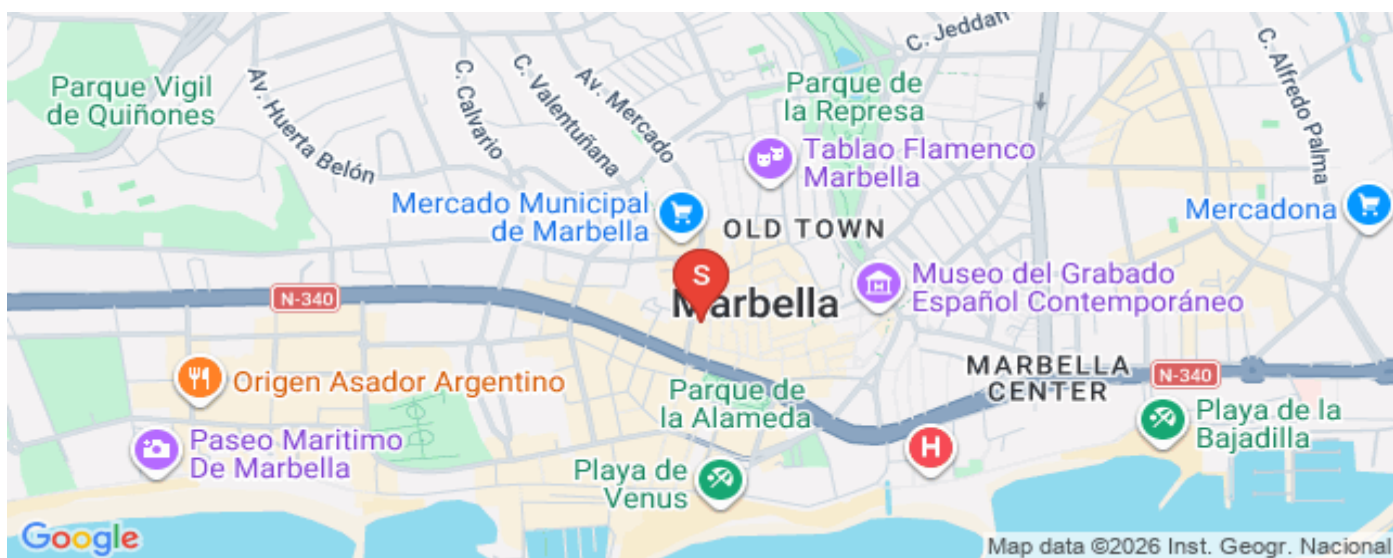 C. Jeddah
C. Alfredo Palma
Parque Vigil
de Quiñones
Av. Huerta Belón
C. Calvario
C. Valentuñana
Av. Mercado
Parque de
la Represa
Tablao Flamenco
Marbella
Mercado Municipal
de Marbella
OLD TOWN
Mercadona
S
Marbella
Museo del Grabado
Español Contemporáneo
N-340
MARBELLA
CENTER
N-340
Origen Asador Argentino
Parque de
la Alameda
Playa de la
Bajadilla
Paseo Maritimo
De Marbella
H
Playa de
Venus
Google
Map data ©2026 Inst. Geogr. Nacional